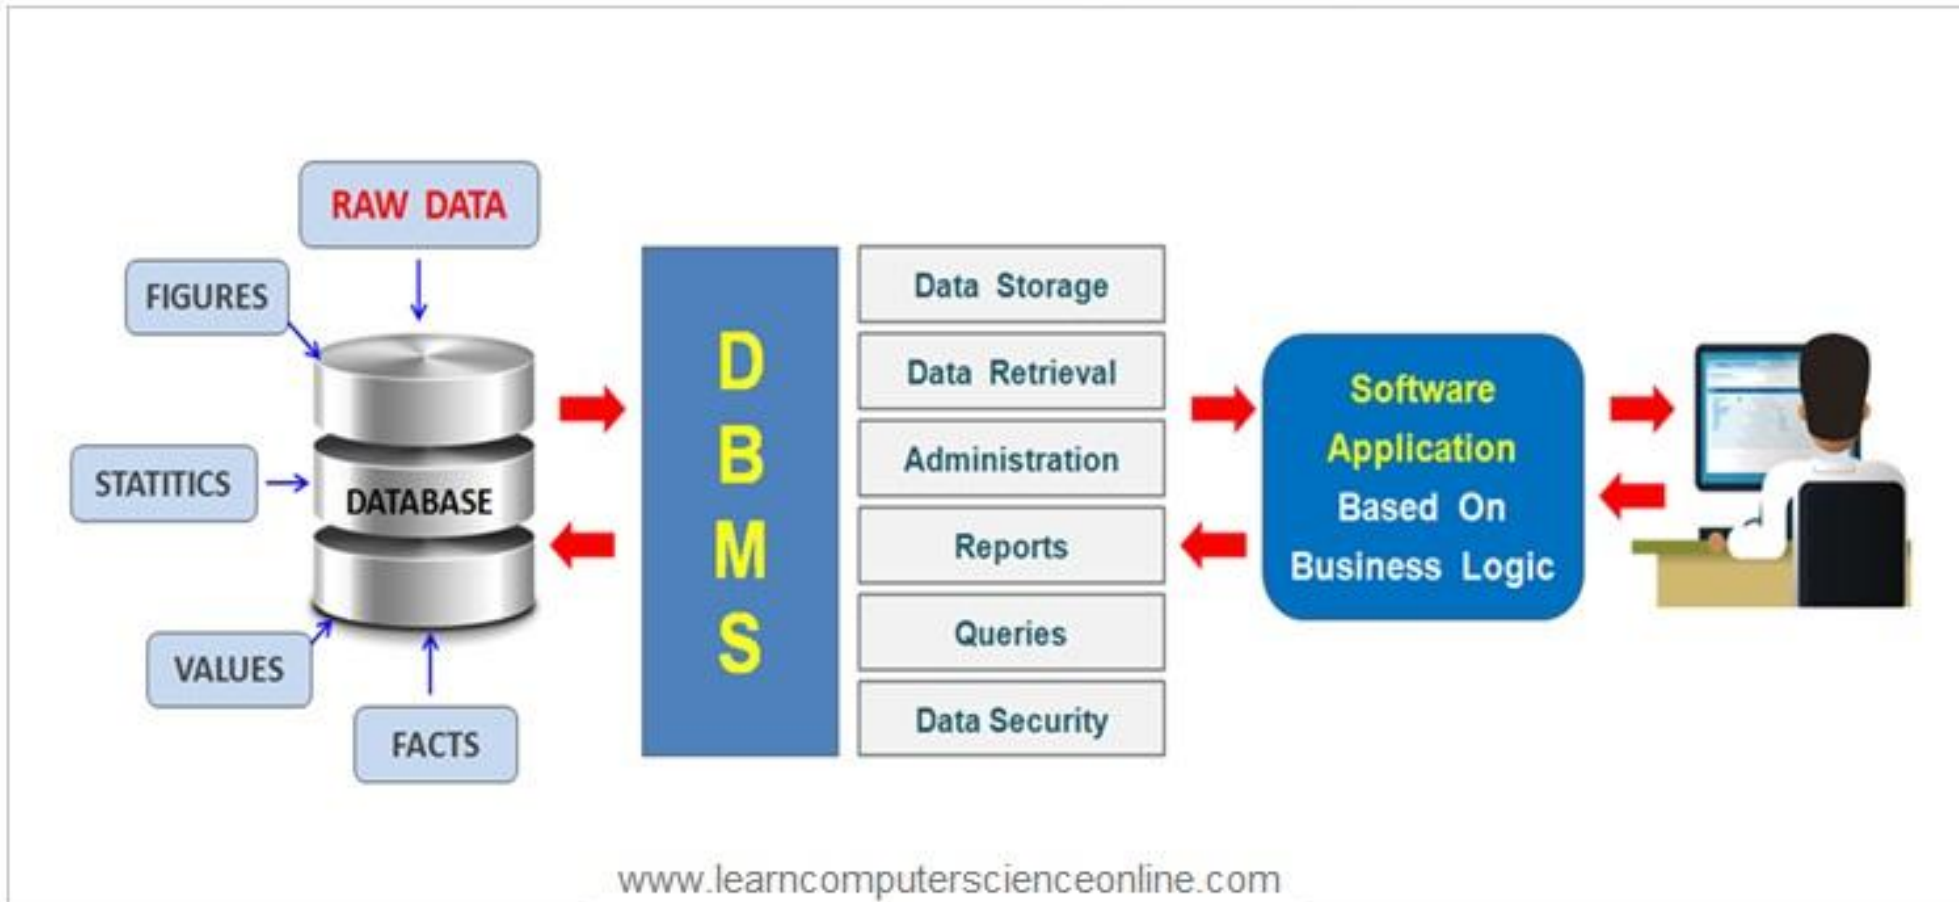 RAW DATA
FIGURES
STATITICS
DATABASE
VALUES
FACTS
D
B
M
S
Data Storage
Data Retrieval
Administration
Reports
Queries
Data Security
Software
Application
Based On
Business Logic
www.learncomputerscienceonline.com